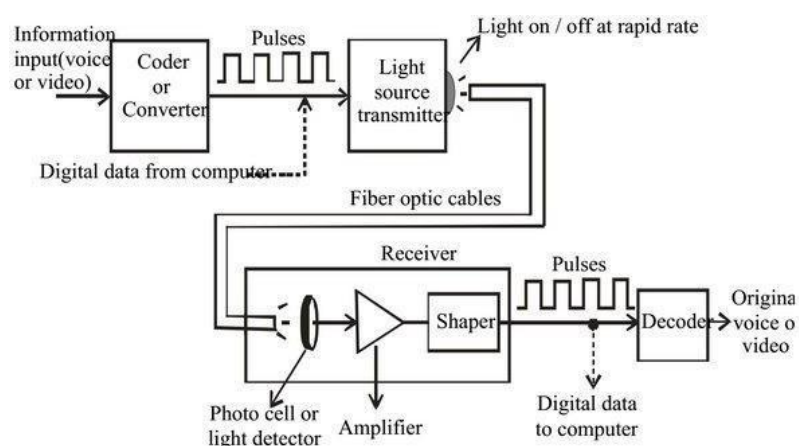 Information
input(voice
or video)
Coder
or
Converter
Pulses
Light
source
transmitter
Light on / off at rapid rate
Digital data from computer
Fiber optic cables
Receiver
Shaper
Pulses
Decoder
Origina
voice o
video
Photo cell or
light detector
Amplifier
Digital data
to computer